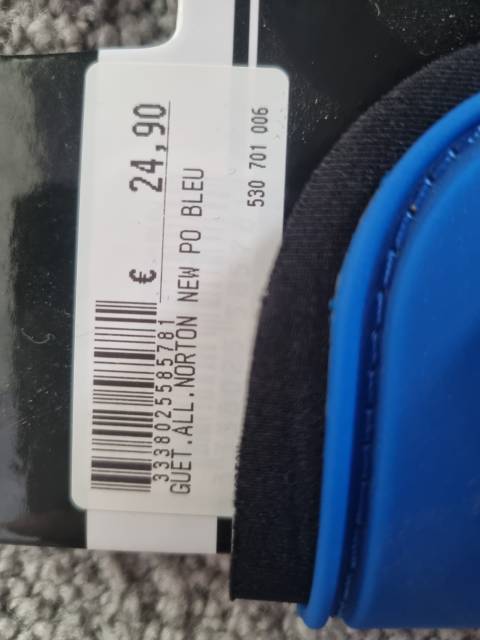 € 24,90
3338025585781
GUET.ALL.NORTON NEW PO BLEU
530 701 006